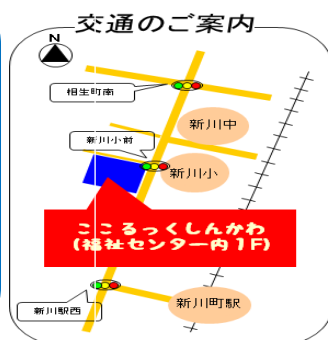 交通のご案内
N
相生町南
新川中
新川小前
新川小
こころっくしんかわ
(福祉センター内1F)
新川町駅
新川駅西